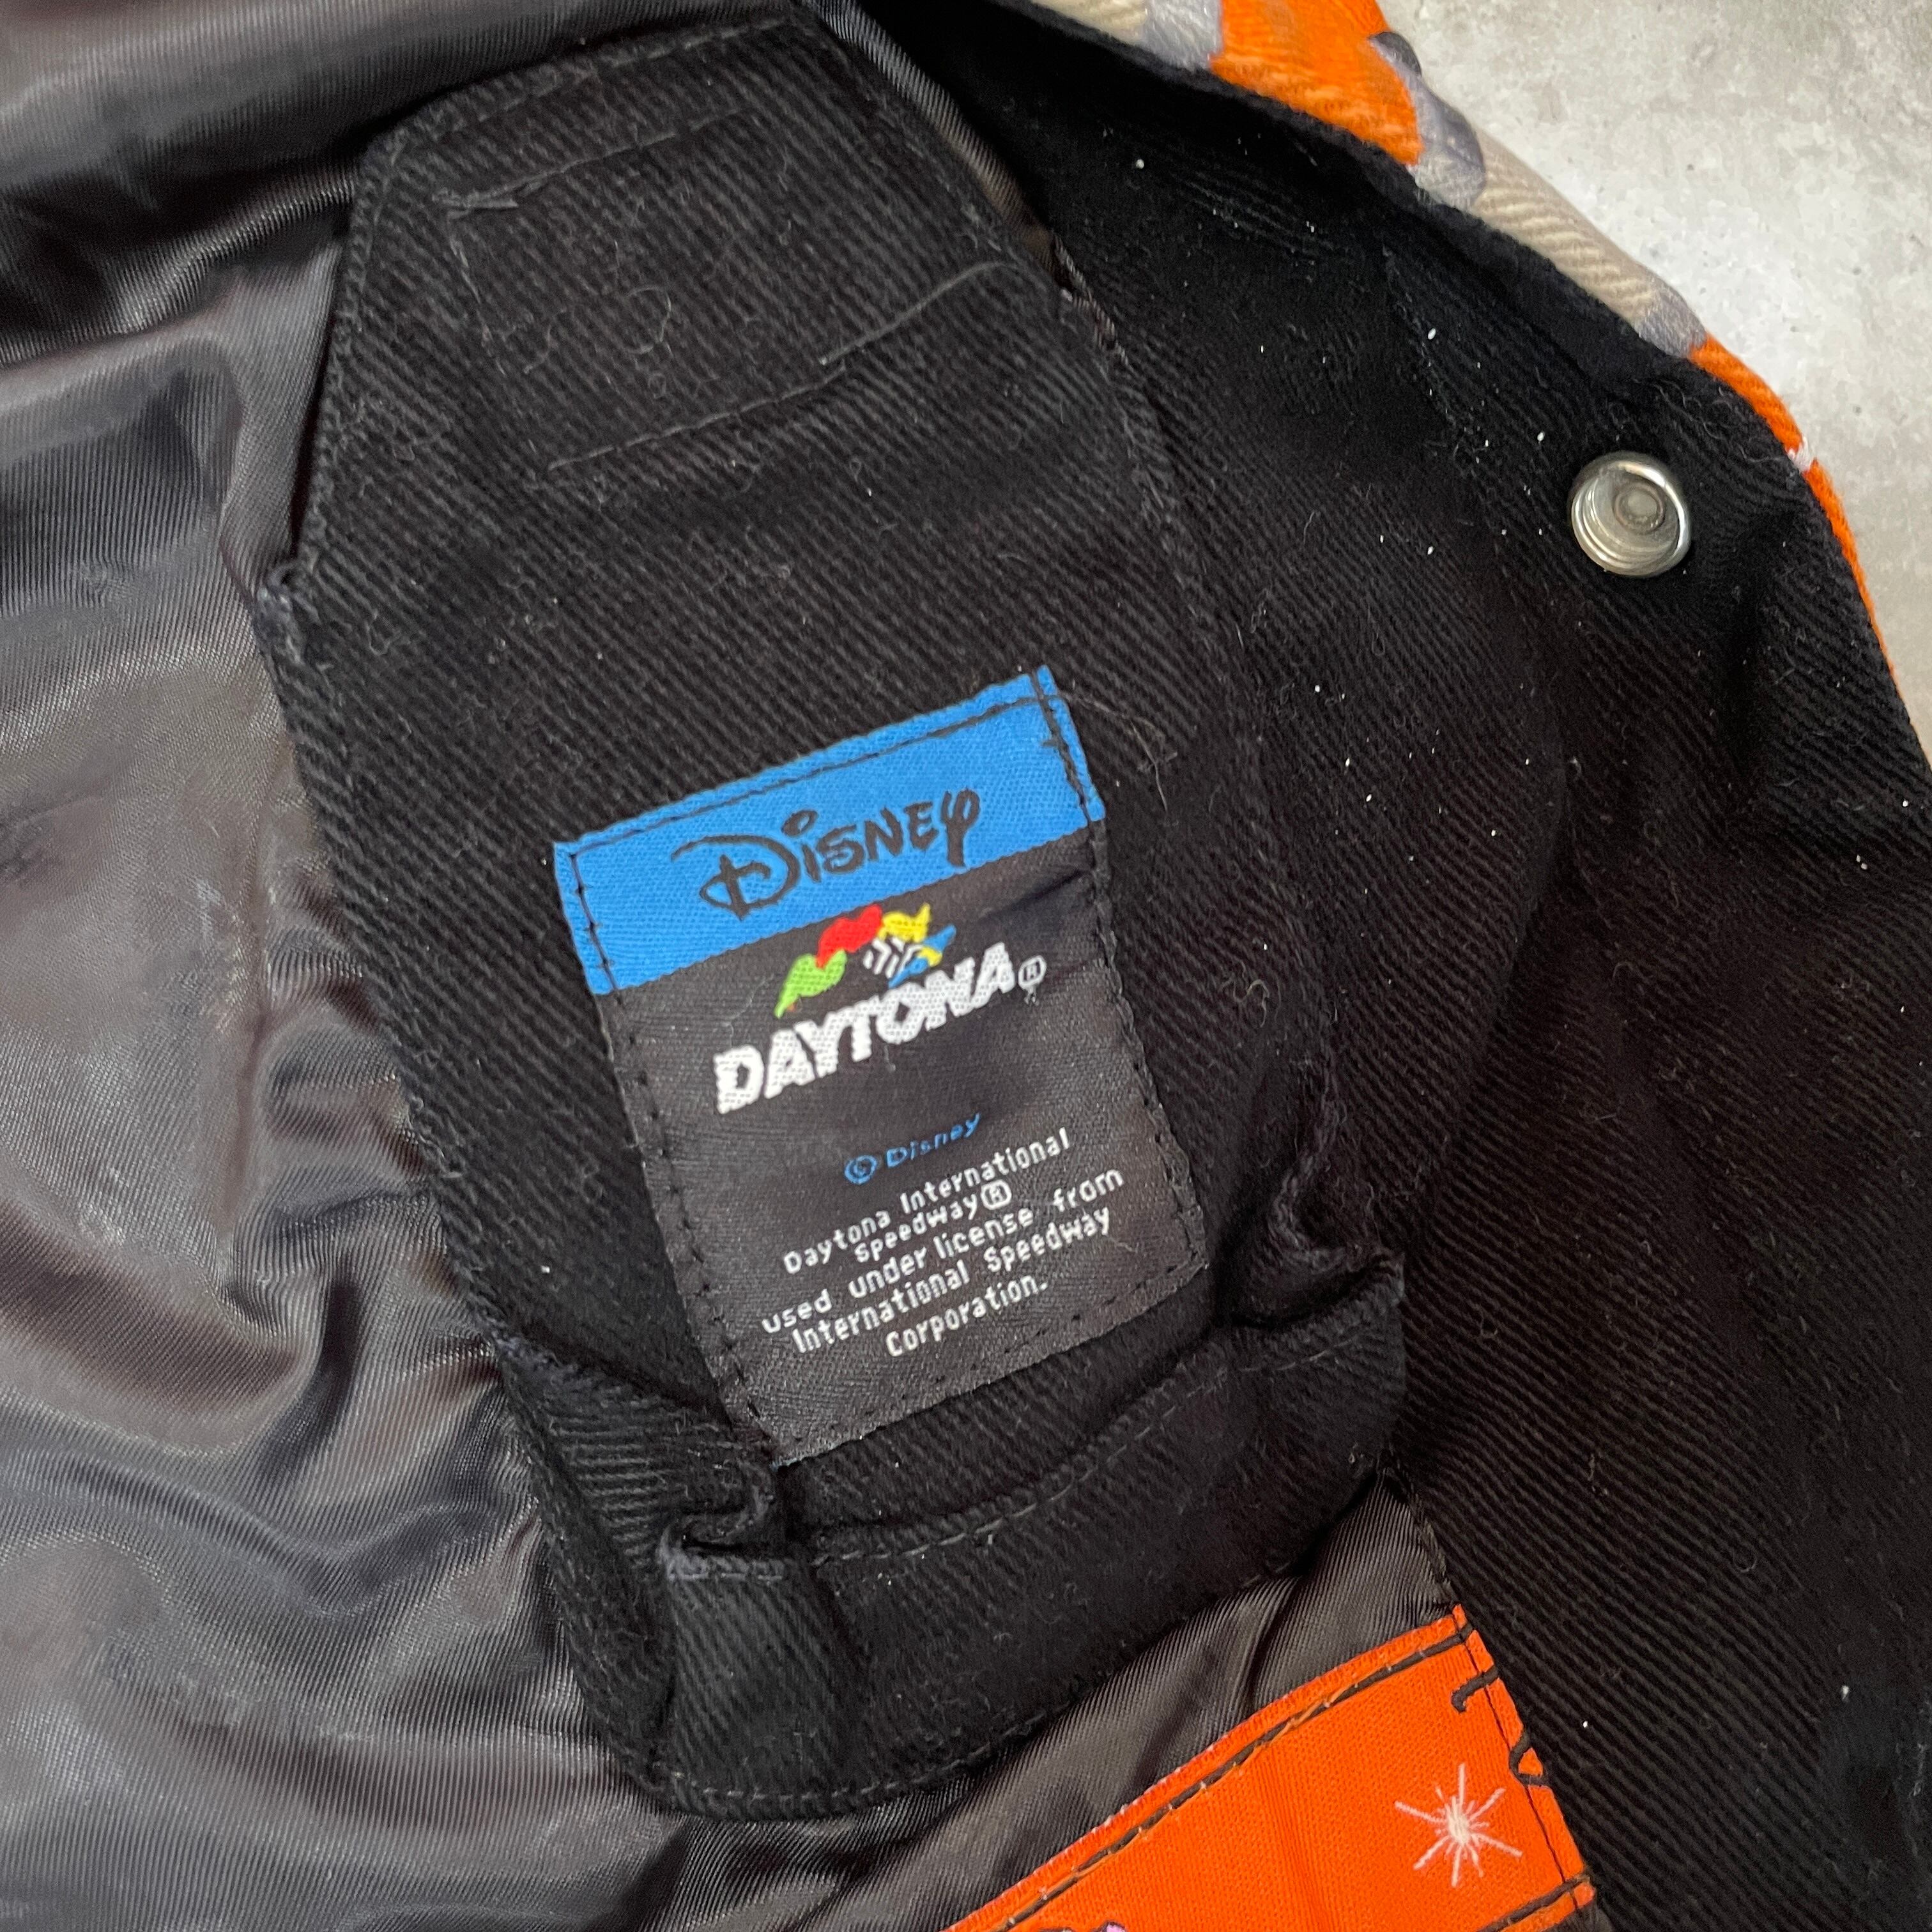 Disney
DAYTONA®
© Disney
Daytona International
Speedway®
used under license from
International Speedway
Corporation.